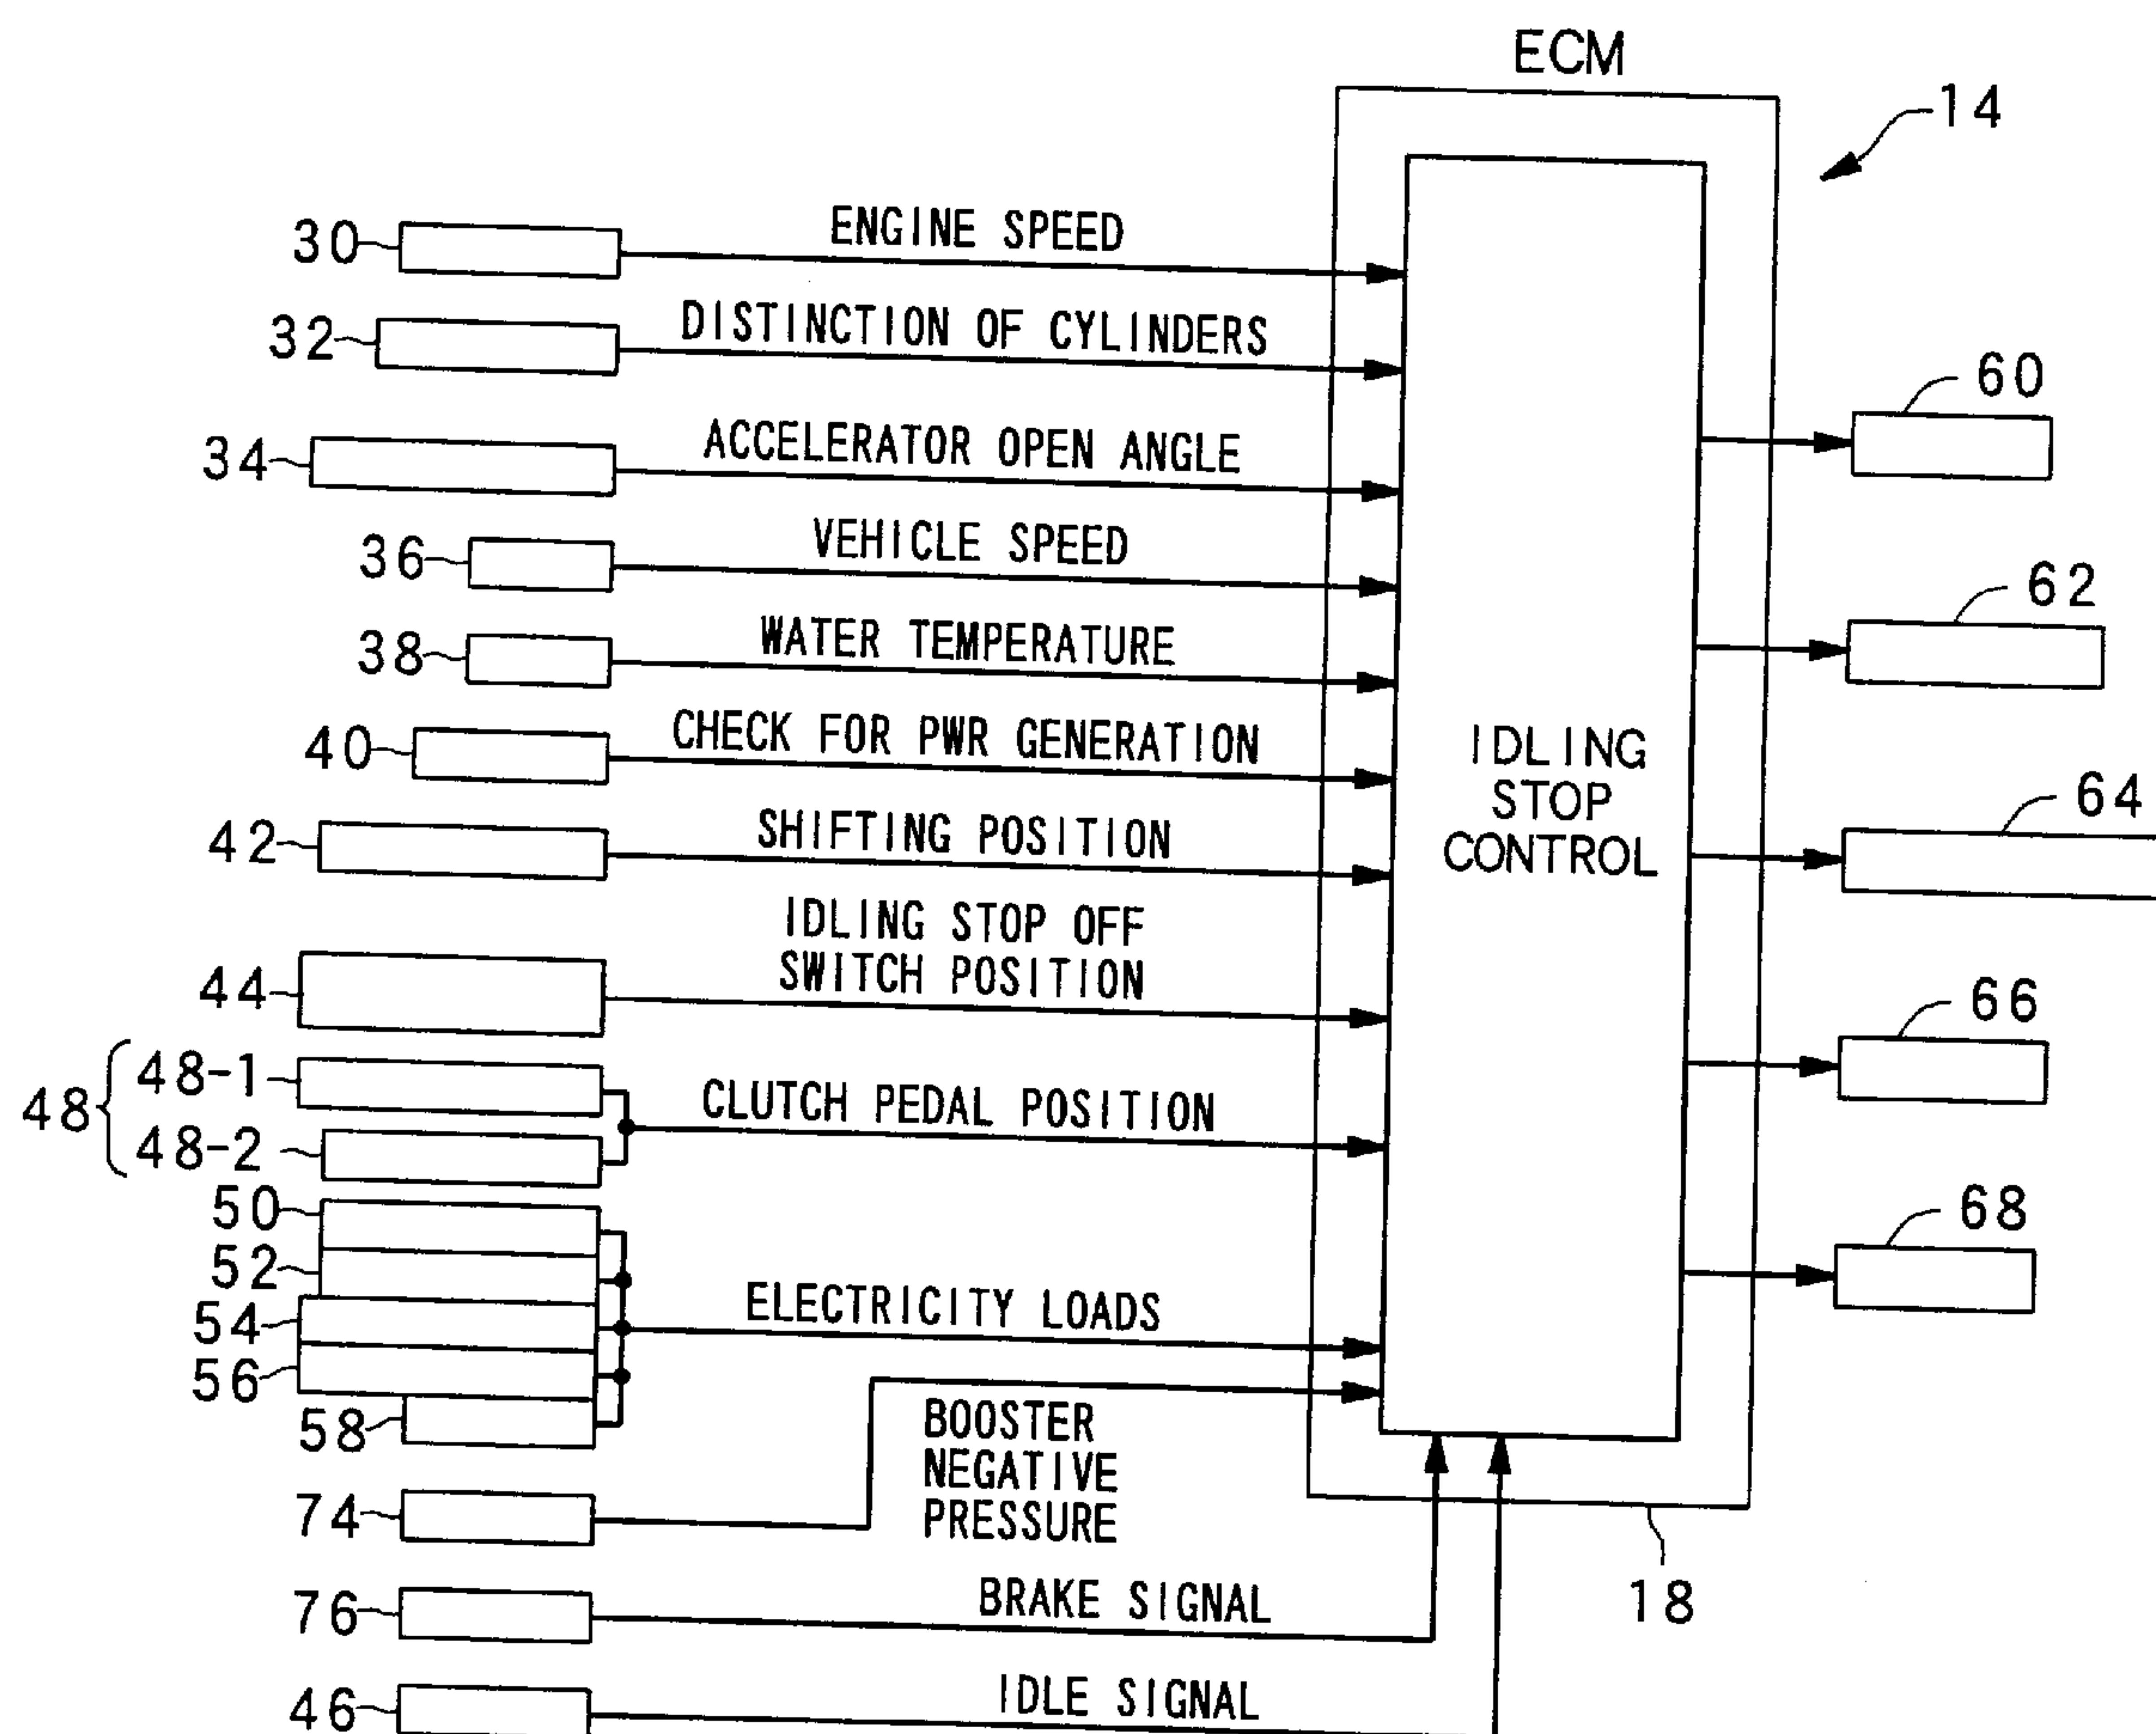 ECM
14
30
ENGINE SPEED
32
DISTINCTION OF CYLINDERS
34
ACCELERATOR OPEN ANGLE
36
VEHICLE SPEED
38
WATER TEMPERATURE
40
CHECK FOR PWR GENERATION
42
SHIFTING POSITION
44
IDLING STOP OFF
SWITCH POSITION
48
48-1
48-2
CLUTCH PEDAL POSITION
50
52
54
56
58
ELECTRICITY LOADS
74
BOOSTER
NEGATIVE
PRESSURE
76
BRAKE SIGNAL
46
IDLE SIGNAL
IDLING
STOP
CONTROL
60
62
64
66
68
18